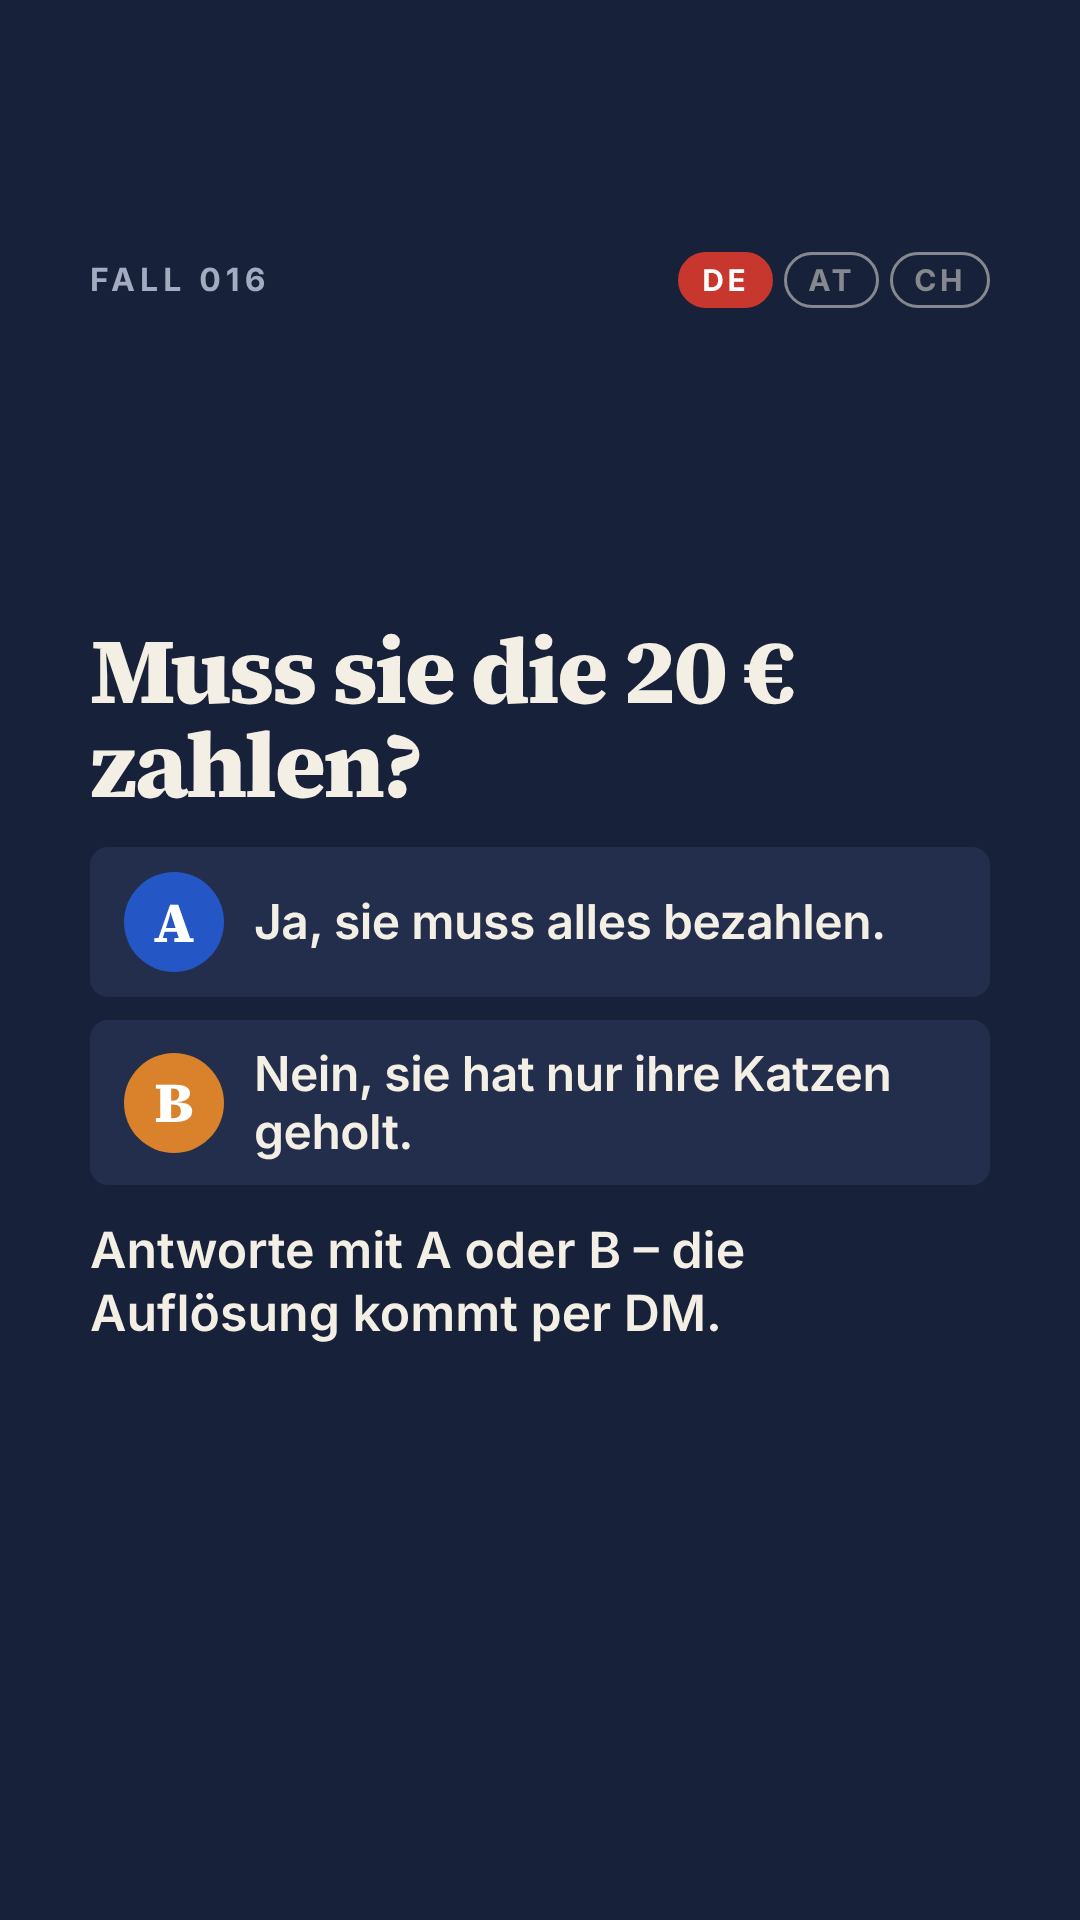 FALL 016
DE AT CH
Muss sie die 20 €
zahlen?
A Ja, sie muss alles bezahlen.
B Nein, sie hat nur ihre Katzen
geholt.
Antworte mit A oder B – die
Auflösung kommt per DM.